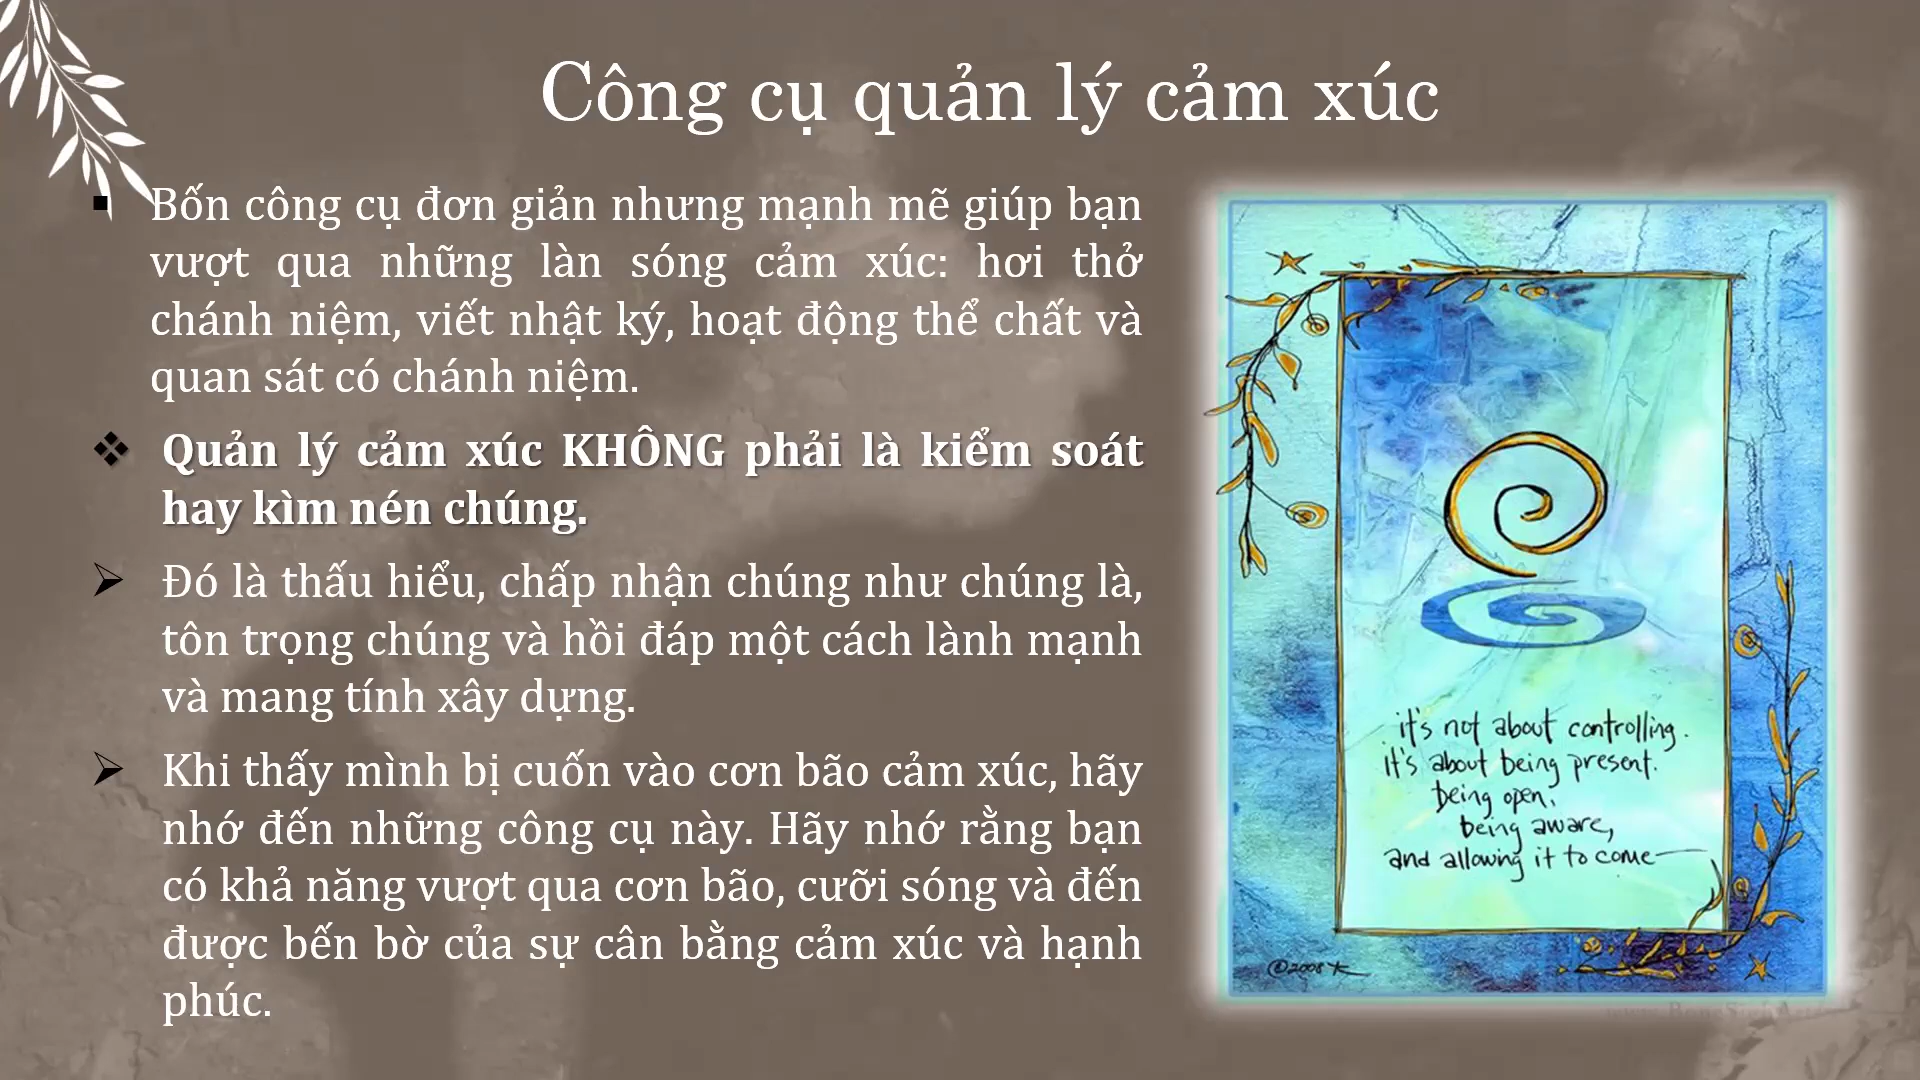 Công cụ quản lý cảm xúc
Bốn công cụ đơn giản nhưng mạnh mẽ giúp bạn
vượt qua những làn sóng cảm xúc: hơi thở
chánh niệm, viết nhật ký, hoạt động thể chất và
quan sát có chánh niệm.
Quản lý cảm xúc KHÔNG phải là kiểm soát
hay kìm nén chúng.
Đó là thấu hiểu, chấp nhận chúng như chúng là,
tôn trọng chúng và hồi đáp một cách lành mạnh
và mang tính xây dựng.
Khi thấy mình bị cuốn vào cơn bão cảm xúc, hãy
nhớ đến những công cụ này. Hãy nhớ rằng bạn
có khả năng vượt qua cơn bão, cưỡi sóng và đến
được bến bờ của sự cân bằng cảm xúc và hạnh
phúc.
it's not about controlling.
it's about being present.
being open,
being aware,
and allowing it to come—
©2008